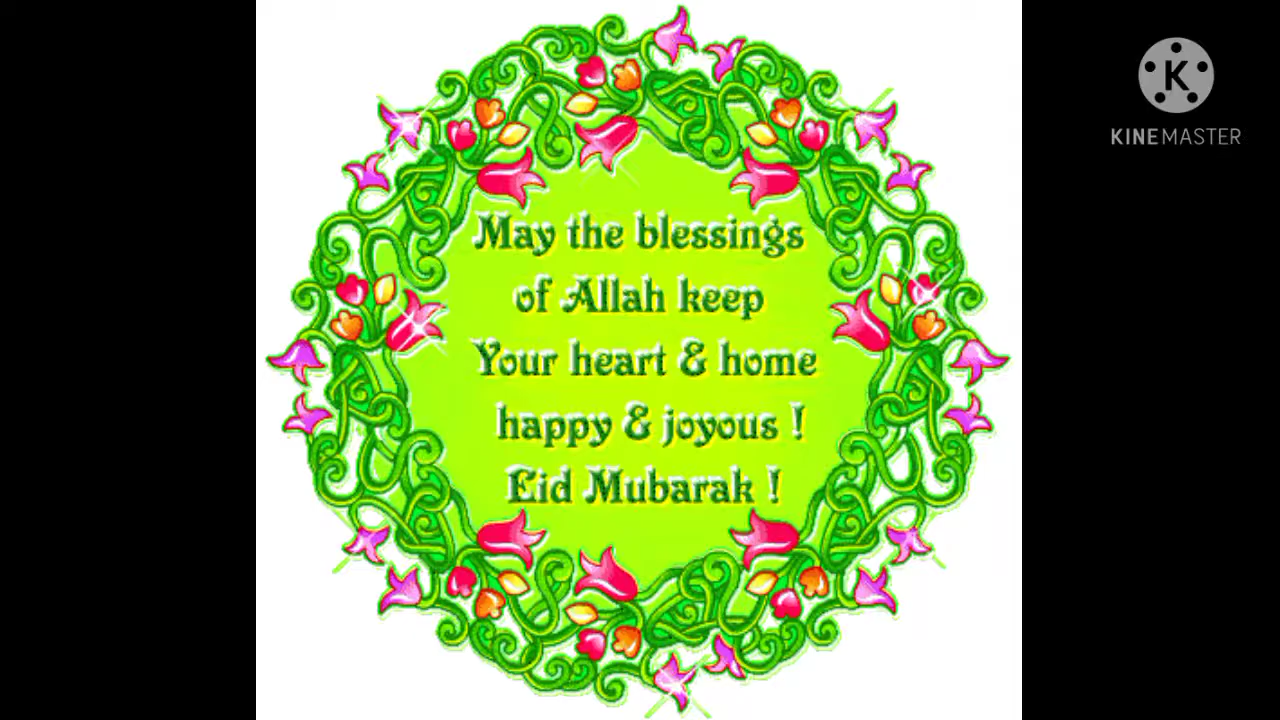 May the blessings
of Allah keep
Your heart & home
happy & joyous !
Eid Mubarak !
K
KINEMASTER